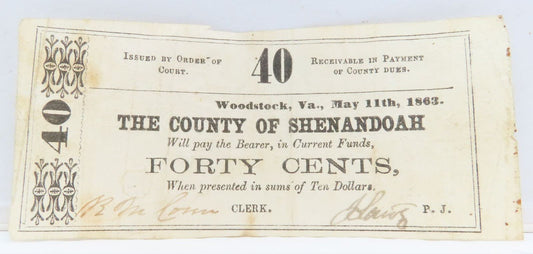 Issued by Order of
Court.
40
Receivable in Payment
of County dues.
40
Woodstock, Va., May 11th, 1863.
THE COUNTY OF SHENANDOAH
Will pay the Bearer, in Current Funds,
FORTY CENTS,
When presented in sums of Ten Dollars.
CLERK. P. J.